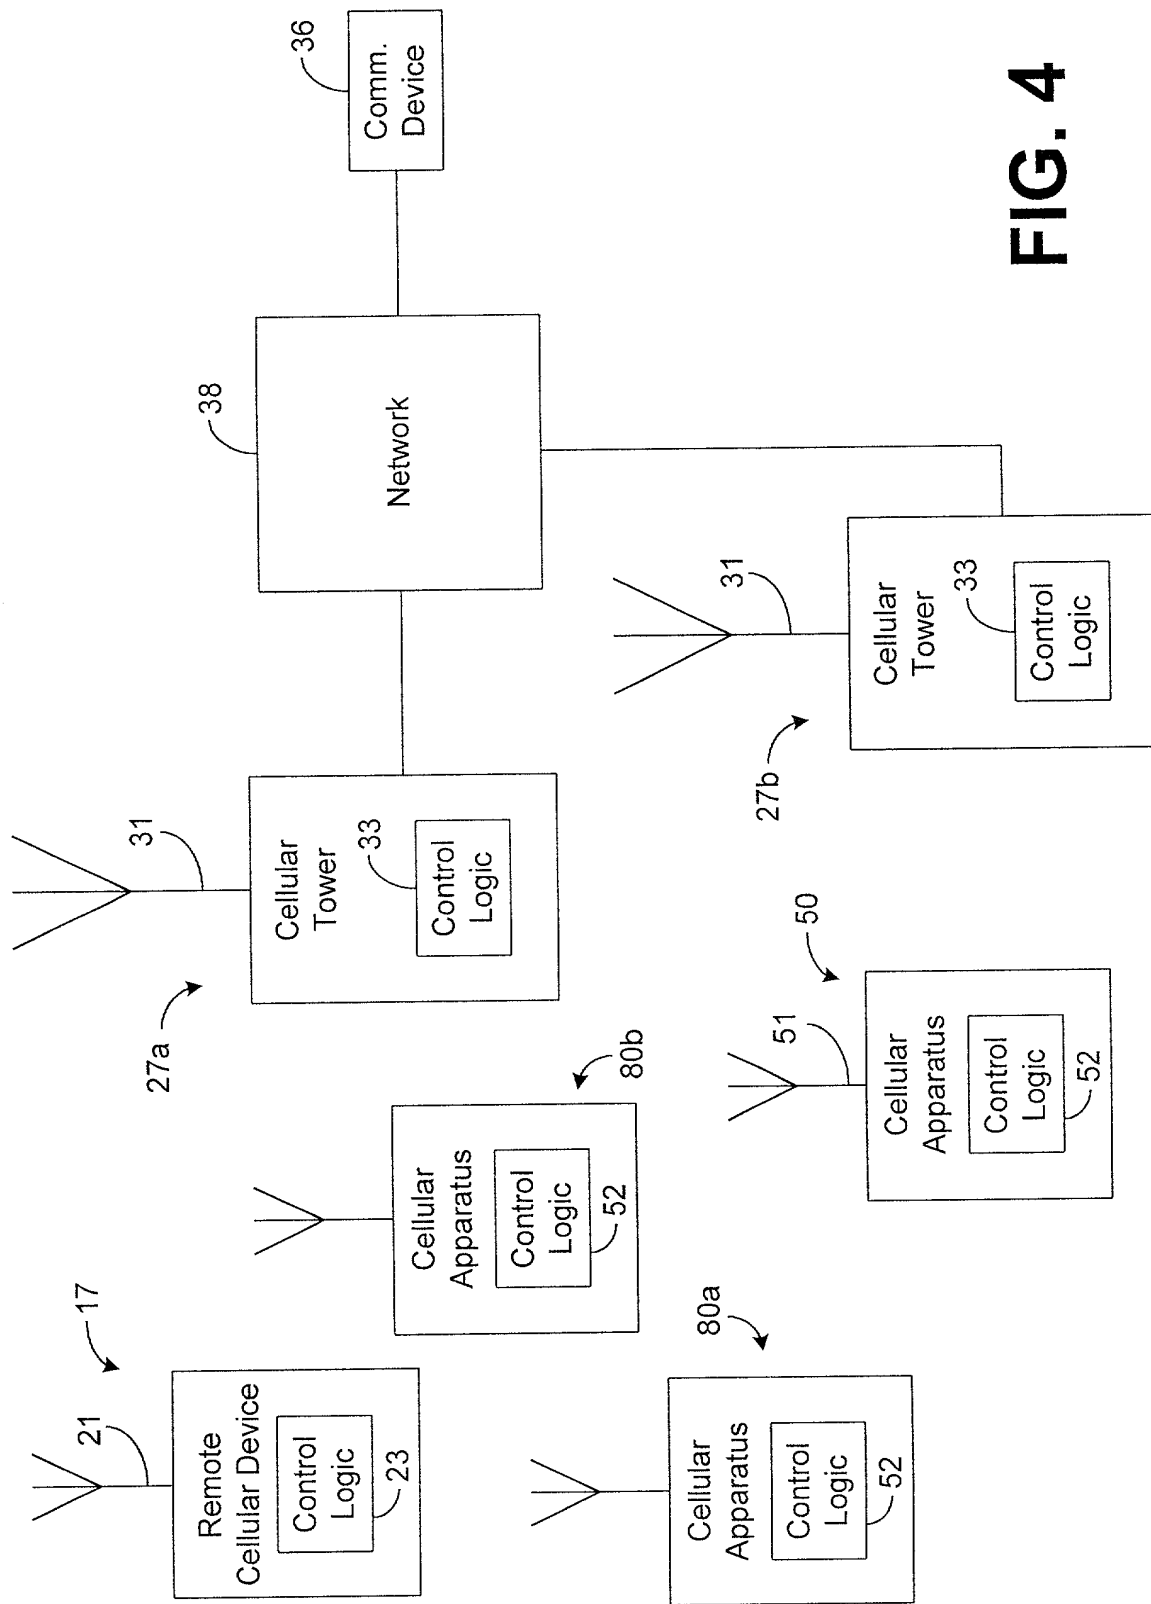 36
Comm.
Device
38
Network
31
Cellular
Tower
33
Control
Logic
27a
31
Cellular
Tower
33
Control
Logic
27b
17
21
Remote
Cellular Device
Control
Logic
23
80b
Cellular
Apparatus
Control
Logic
52
50
51
Cellular
Apparatus
Control
Logic
52
80a
Cellular
Apparatus
Control
Logic
52
FIG. 4